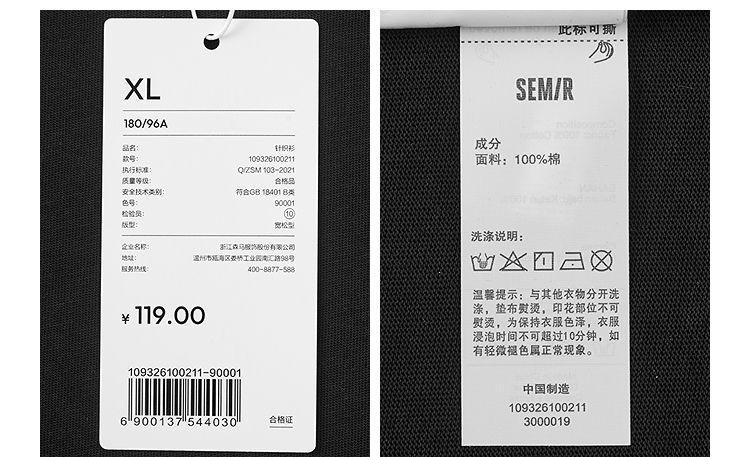 XL
180/96A
品名: 针织衫
款号: 109326100211
执行标准: Q/ZSM 103-2021
质量等级: 合格品
安全技术类别: 符合GB 18401 B类
色号: 90001
检验员: ⑩
版型: 宽松型
企业名称: 浙江森马服饰股份有限公司
地址: 温州市瓯海区娄桥工业园南汇路98号
服务热线: 400-8877-588
¥ 119.00
109326100211-90001
6 900137 544030
合格证
此标可撕
SEMIR
成分
面料: 100%棉
洗涤说明:
温馨提示: 与其他衣物分开洗
涤, 垫布熨烫, 印花部位不可
熨烫, 为保持衣服色泽, 衣服
浸泡时间不可超过10分钟, 如
有轻微褪色属正常现象。
中国制造
109326100211
3000019